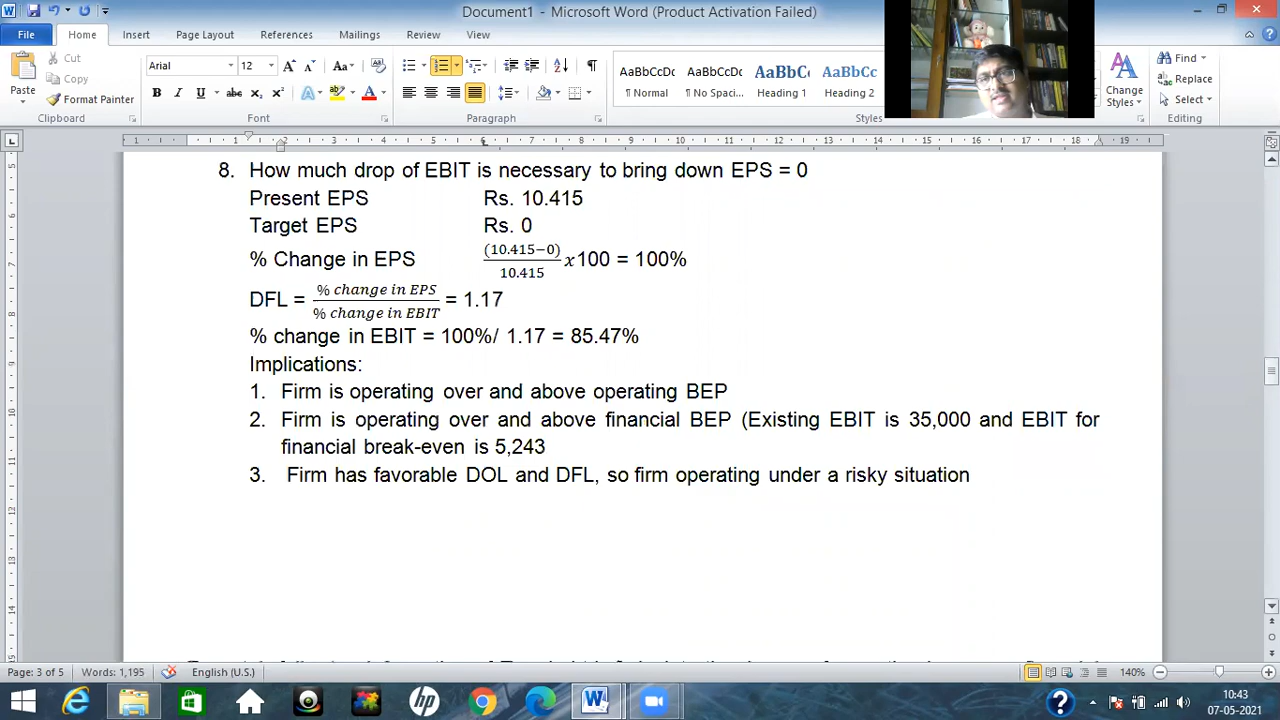 Document1 - Microsoft Word (Product Activation Failed)
File Home Insert Page Layout References Mailings Review View
Cut
Copy
Format Painter
Paste
Clipboard
Arial 12
Font
Paragraph
AaBbCcDc AaBbCcDc AaBbC AaBbCc
¶ Normal ¶ No Spaci... Heading 1 Heading 2
Styles
Change
Styles
Find
Replace
Select
Editing
8. How much drop of EBIT is necessary to bring down EPS = 0
Present EPS Rs. 10.415
Target EPS Rs. 0
% Change in EPS (10.415−0)/10.415 x100 = 100%
DFL = % change in EPS/% change in EBIT = 1.17
% change in EBIT = 100%/ 1.17 = 85.47%
Implications:
1. Firm is operating over and above operating BEP
2. Firm is operating over and above financial BEP (Existing EBIT is 35,000 and EBIT for
financial break-even is 5,243
3. Firm has favorable DOL and DFL, so firm operating under a risky situation
Page: 3 of 5 Words: 1,195 English (U.S.) 140%
10:43
07-05-2021